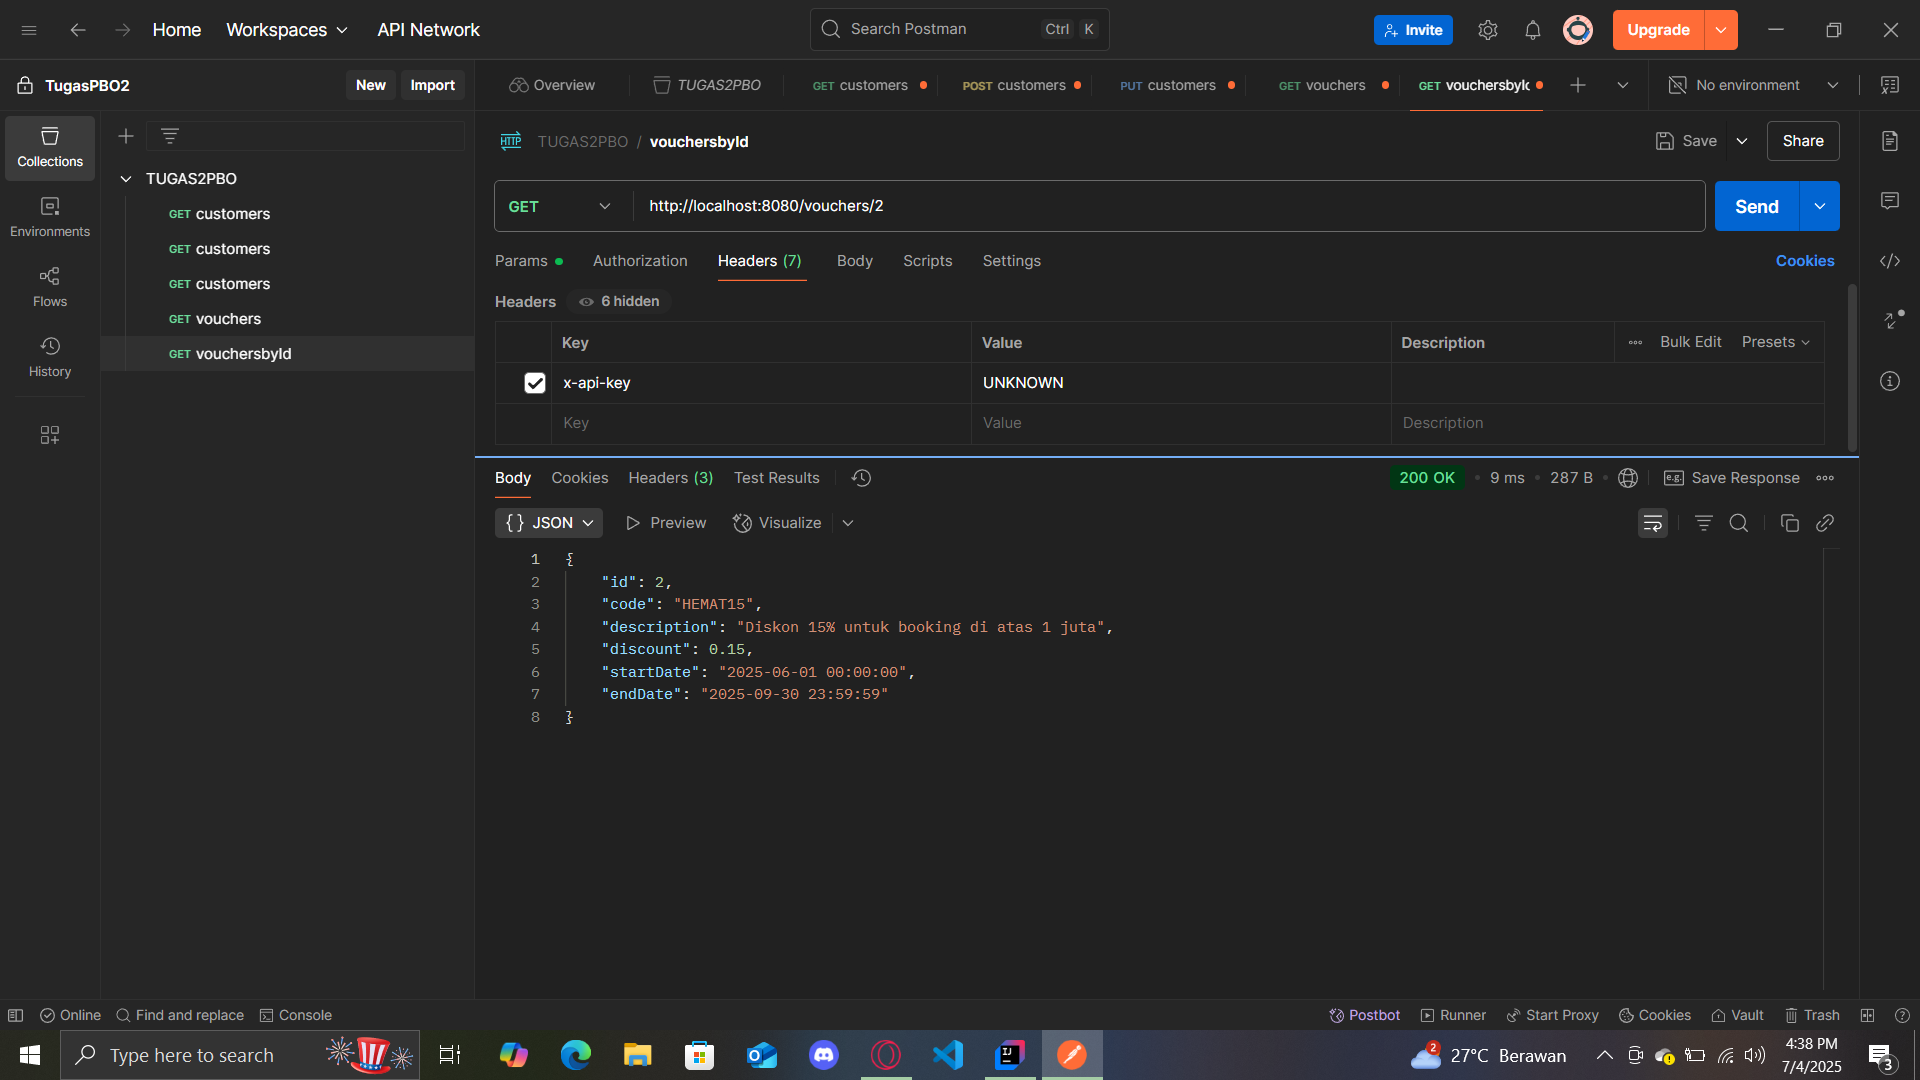 Home
Workspaces
API Network
Search Postman
Ctrl
K
Invite
Upgrade
TugasPBO2
New
Import
Overview
TUGAS2PBO
GET customers
POST customers
PUT customers
GET vouchers
GET vouchersbyI
No environment
Collections
Environments
Flows
History
TUGAS2PBO
GET customers
GET customers
GET customers
GET vouchers
GET vouchersbyId
HTTP
TUGAS2PBO / vouchersbyId
Save
Share
GET
http://localhost:8080/vouchers/2
Send
Params
Authorization
Headers (7)
Body
Scripts
Settings
Cookies
Headers
6 hidden
Key
Value
Description
Bulk Edit
Presets
x-api-key
UNKNOWN
Key
Value
Description
Body
Cookies
Headers (3)
Test Results
200 OK
9 ms
287 B
e.g.
Save Response
{} JSON
Preview
Visualize
1 {
2 "id": 2,
3 "code": "HEMAT15",
4 "description": "Diskon 15% untuk booking di atas 1 juta",
5 "discount": 0.15,
6 "startDate": "2025-06-01 00:00:00",
7 "endDate": "2025-09-30 23:59:59"
8 }
Online
Find and replace
Console
Postbot
Runner
Start Proxy
Cookies
Vault
Trash
Type here to search
2
27°C Berawan
4:38 PM
7/4/2025
3